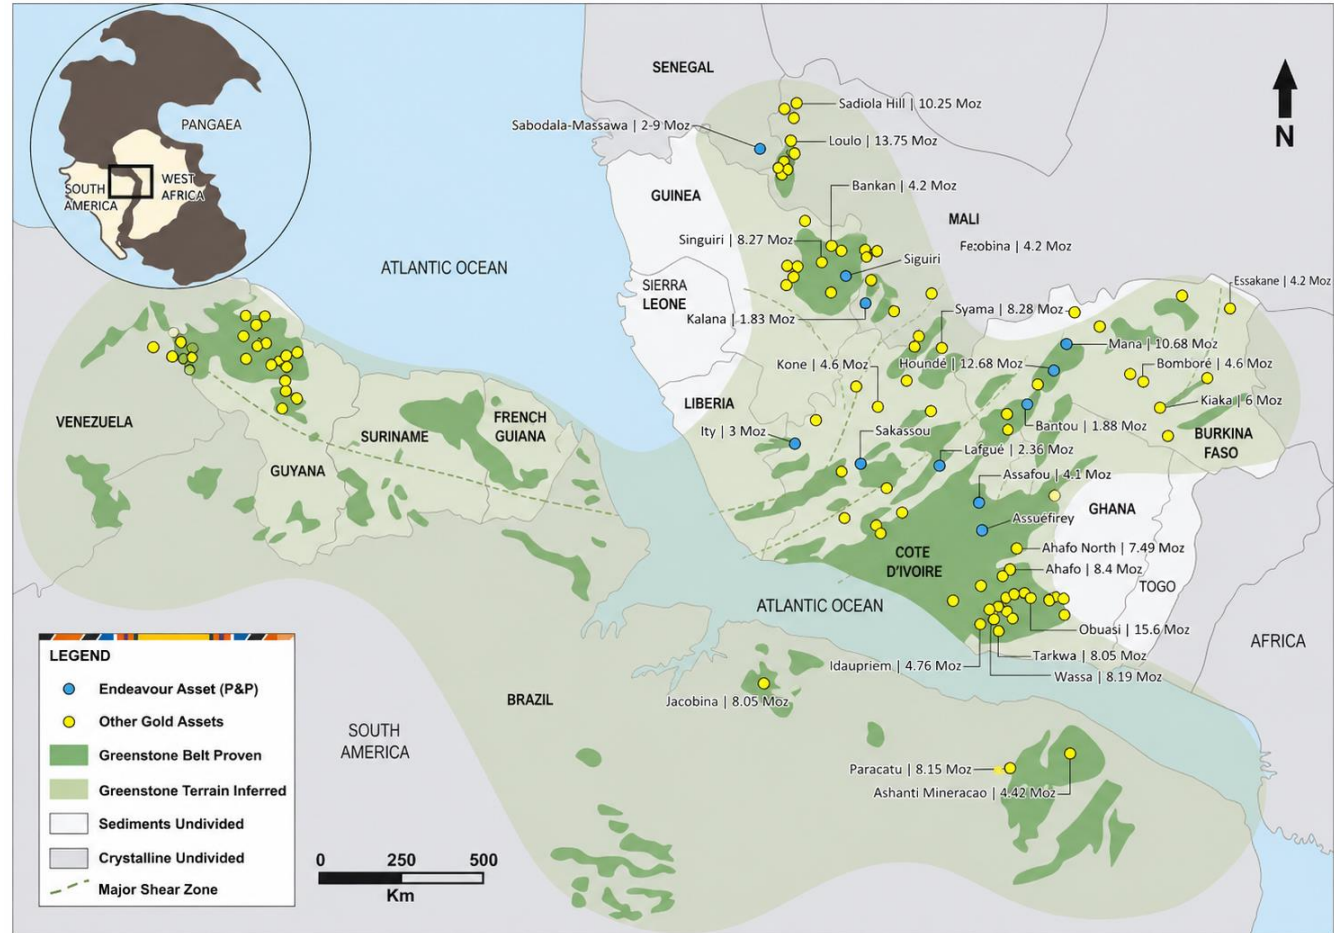 SENEGAL
Sadiola Hill | 10.25 Moz
Sabodala-Massawa | 2-9 Moz
Loulo | 13.75 Moz
PANGAEA
SOUTH
AMERICA
WEST
AFRICA
N
GUINEA
Bankan | 4.2 Moz
MALI
Singuiri | 8.27 Moz
Fe:obina | 4.2 Moz
Siguiri
ATLANTIC OCEAN
SIERRA
LEONE
Essakane | 4.2 Moz
Kalana | 1.83 Moz
Syama | 8.28 Moz
Mana | 10.68 Moz
Kone | 4.6 Moz
Houndé | 12.68 Moz
Bomboré | 4.6 Moz
LIBERIA
Kiaka | 6 Moz
VENEZUELA
SURINAME
FRENCH
GUIANA
Ity | 3 Moz
Sakassou
Bantou | 1.88 Moz
BURKINA
FASO
GUYANA
Lafgué | 2.36 Moz
Assafou | 4.1 Moz
GHANA
Assuéfirey
COTE
D'IVOIRE
Ahafo North | 7.49 Moz
Ahafo | 8.4 Moz
TOGO
ATLANTIC OCEAN
Obuasi | 15.6 Moz
AFRICA
Tarkwa | 8.05 Moz
Idaupriem | 4.76 Moz
Wassa | 8.19 Moz
BRAZIL
Jacobina | 8.05 Moz
SOUTH
AMERICA
Paracatu | 8.15 Moz
Ashanti Mineracao | 4.42 Moz
LEGEND
Endeavour Asset (P&P)
Other Gold Assets
Greenstone Belt Proven
Greenstone Terrain Inferred
Sediments Undivided
Crystalline Undivided
Major Shear Zone
0 250 500
Km